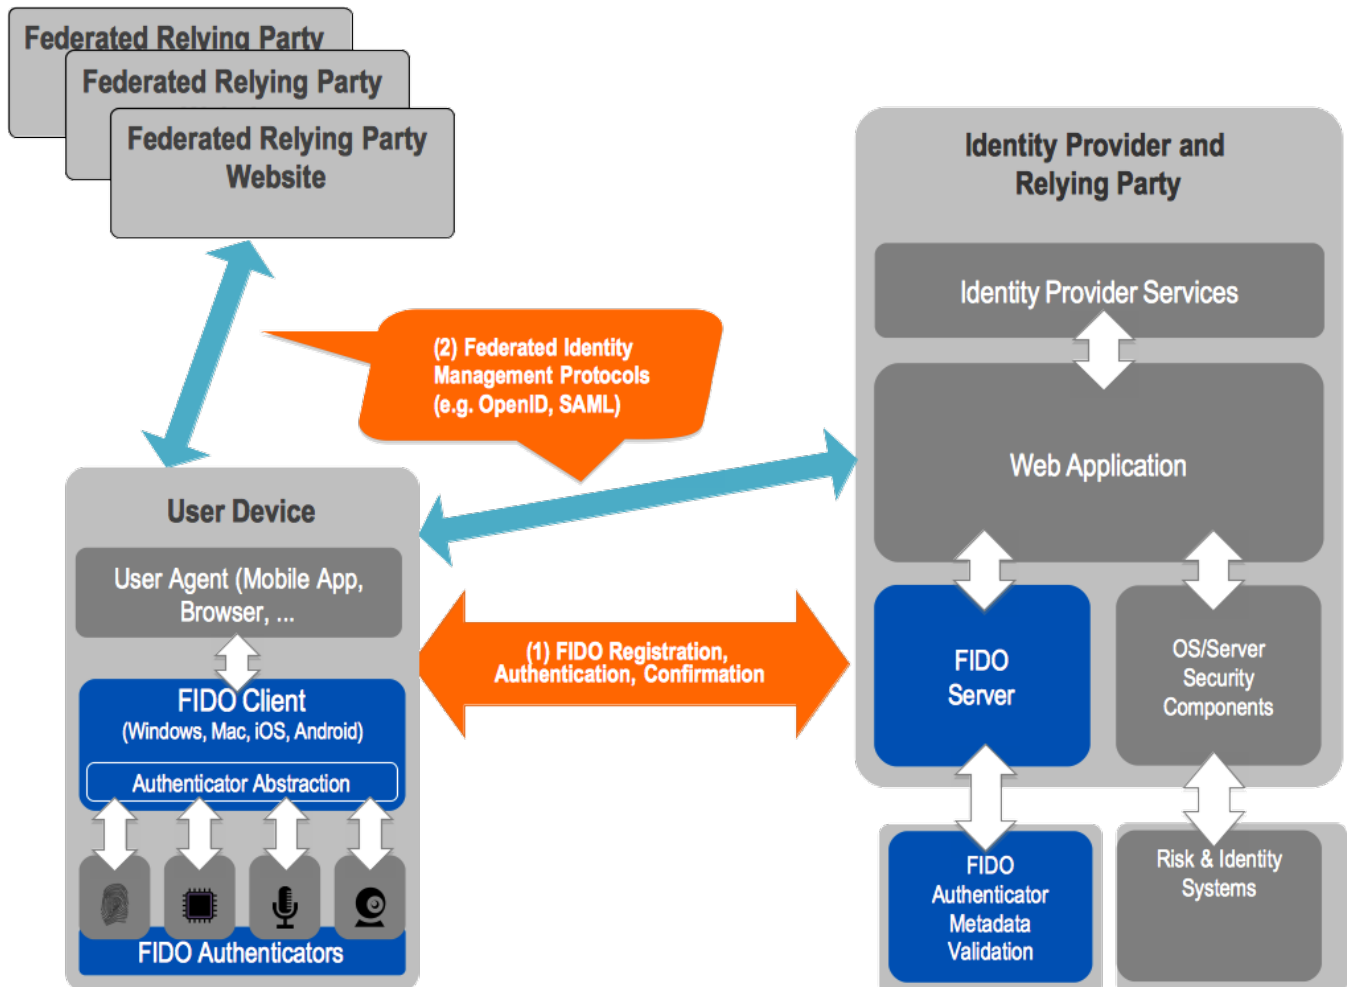 Federated Relying Party
Federated Relying Party
Federated Relying Party
Website
Identity Provider and
Relying Party
Identity Provider Services
(2) Federated Identity
Management Protocols
(e.g. OpenID, SAML)
Web Application
User Device
User Agent (Mobile App,
Browser, ...
(1) FIDO Registration,
Authentication, Confirmation
FIDO
Server
OS/Server
Security
Components
FIDO Client
(Windows, Mac, iOS, Android)
Authenticator Abstraction
FIDO Authenticators
FIDO
Authenticator
Metadata
Validation
Risk & Identity
Systems